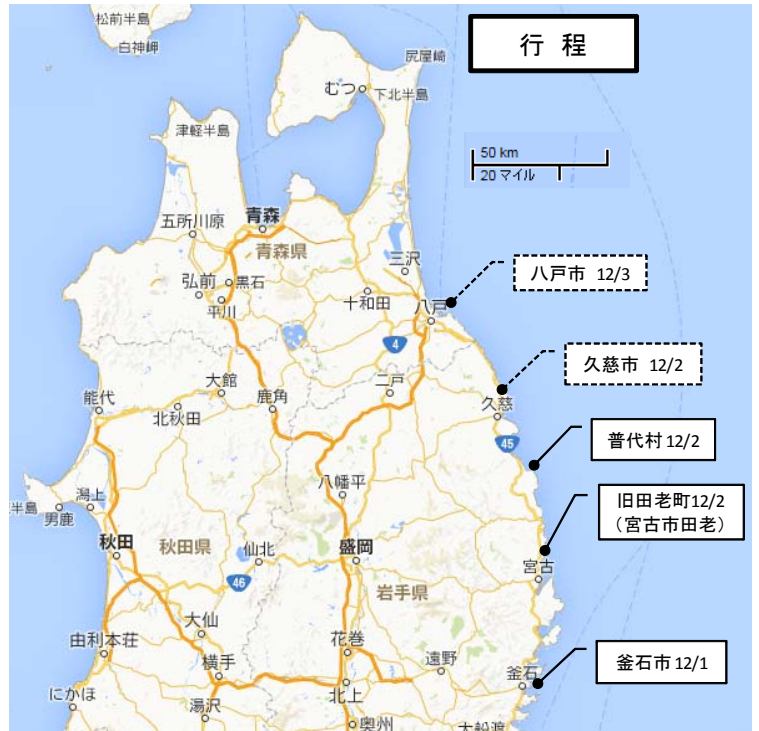 松前半島
白神岬
行 程
尻屋崎
むつ
下北半島
津軽半島
50 km
20 マイル
五所川原
青森
青森県
三沢
八戸市 12/3
弘前
黒石
平川
十和田
八戸
4
久慈市 12/2
大館
二戸
能代
北秋田
鹿角
久慈
45
普代村 12/2
八幡平
半島
潟上
男鹿
旧田老町12/2
(宮古市田老)
秋田
秋田県
仙北
盛岡
宮古
46
岩手県
大仙
由利本荘
花巻
横手
遠野
釜石市 12/1
釜石
にかほ
北上
湯沢
奥州
大船渡